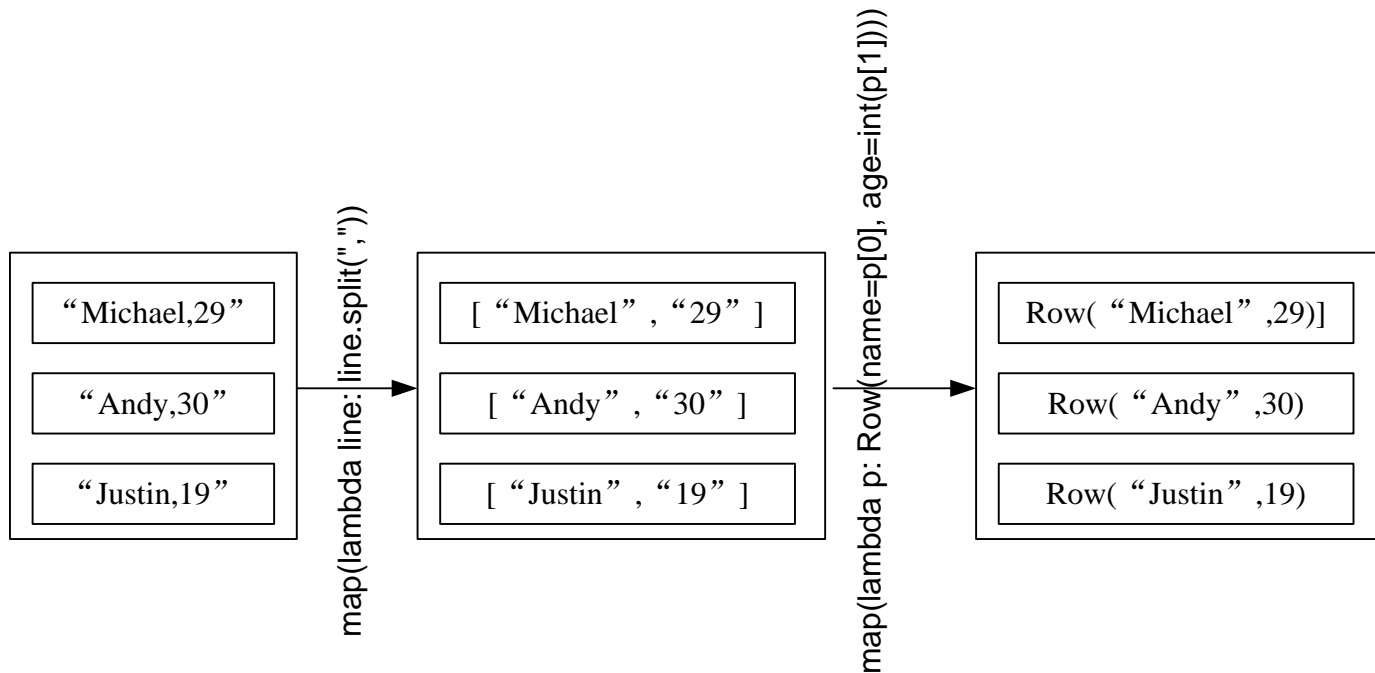 “Michael,29”
“Andy,30”
“Justin,19”
map(lambda line: line.split(","))
[ “Michael” , “29” ]
[ “Andy” , “30” ]
[ “Justin” , “19” ]
map(lambda p: Row(name=p[0], age=int(p[1])))
Row( “Michael” ,29)]
Row( “Andy” ,30)
Row( “Justin” ,19)